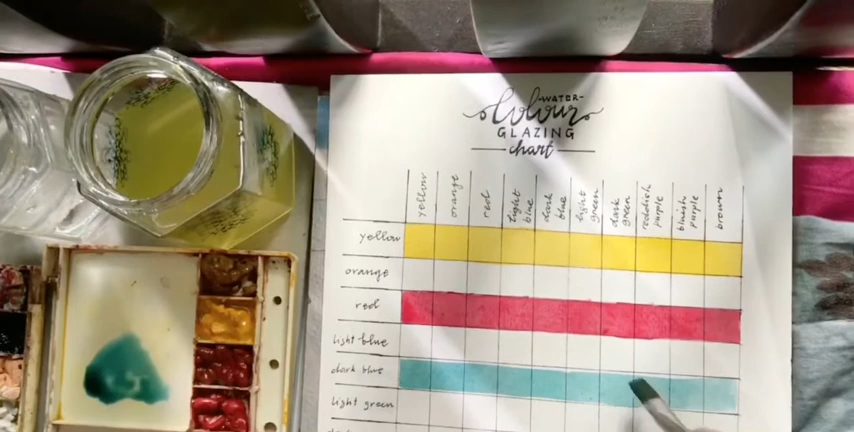 WATER-
Colour
GLAZING
chart
yellow
orange
red
light blue
dark blue
light green
dark green
reddish purple
bluish purple
brown
yellow
orange
red
light blue
dark blue
light green